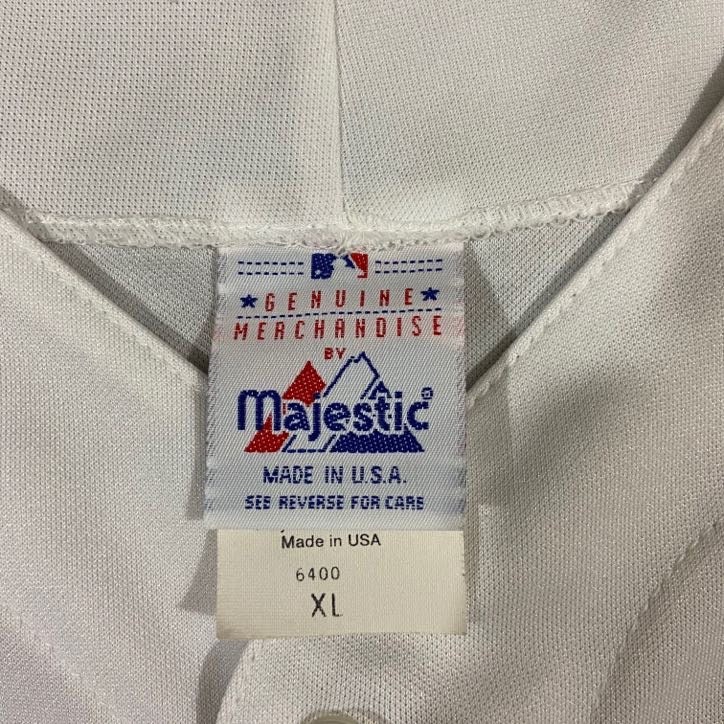 GENUINE
MERCHANDISE
BY
Majestic®
MADE IN U.S.A.
SEE REVERSE FOR CARE
Made in USA
6400
XL